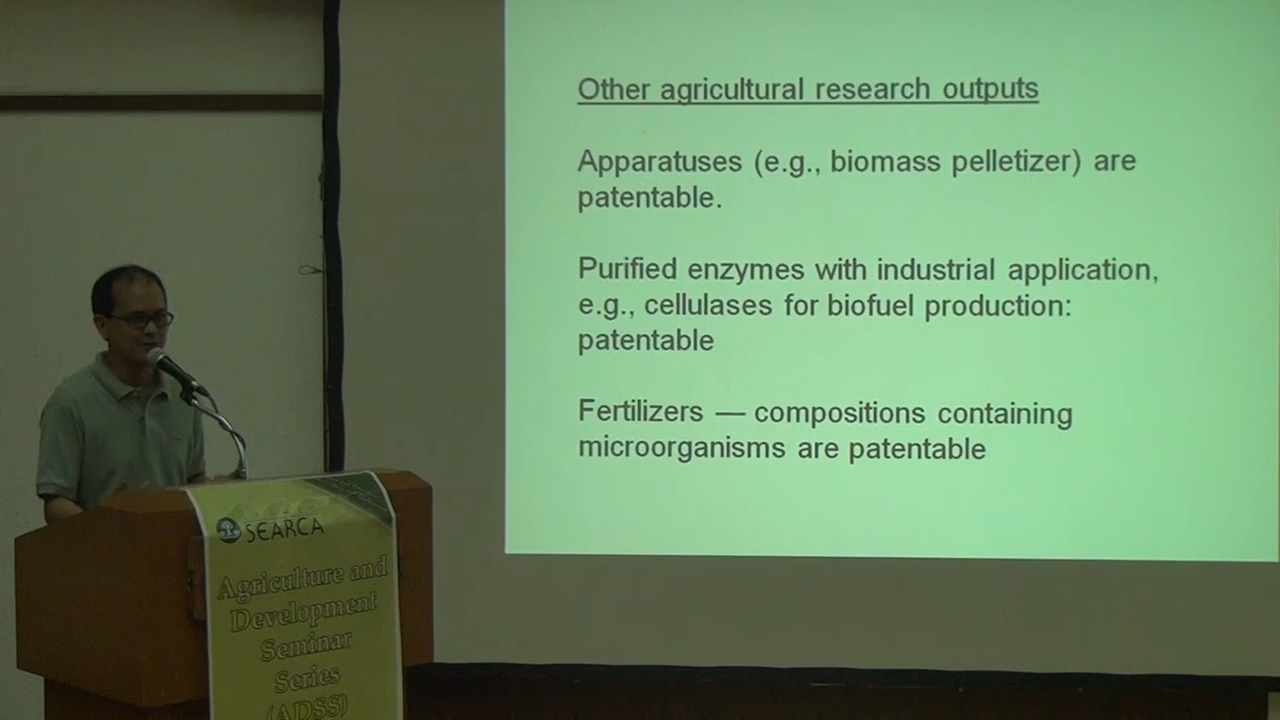 Other agricultural research outputs
Apparatuses (e.g., biomass pelletizer) are
patentable.
Purified enzymes with industrial application,
e.g., cellulases for biofuel production:
patentable
Fertilizers — compositions containing
microorganisms are patentable
SEARCA
Agriculture and
Development
Seminar
Series
(ADSS)